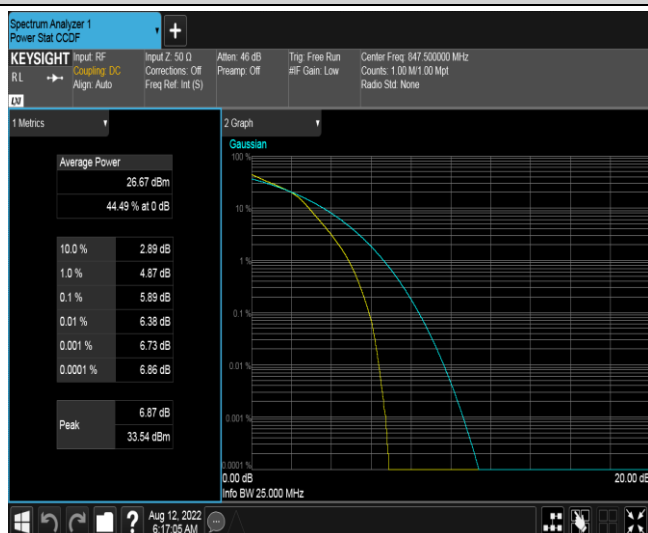 Spectrum Analyzer 1
Power Stat CCDF
+
KEYSIGHT
RL
LXI
Input: RF
Coupling: DC
Align: Auto
Input Z: 50 Ω
Corrections: Off
Freq Ref: Int (S)
Atten: 46 dB
Preamp: Off
Trig: Free Run
#IF Gain: Low
Center Freq: 847.500000 MHz
Counts: 1.00 M/1.00 Mpt
Radio Std: None
1 Metrics
Average Power
26.67 dBm
44.49 % at 0 dB
10.0 % 2.89 dB
1.0 % 4.87 dB
0.1 % 5.89 dB
0.01 % 6.38 dB
0.001 % 6.73 dB
0.0001 % 6.86 dB
Peak
6.87 dB
33.54 dBm
2 Graph
Gaussian
100 %
10 %
1 %
0.1 %
0.01 %
0.001 %
0.0001 %
0.00 dB
20.00 dB
Info BW 25.000 MHz
?
Aug 12, 2022
6:17:05 AM